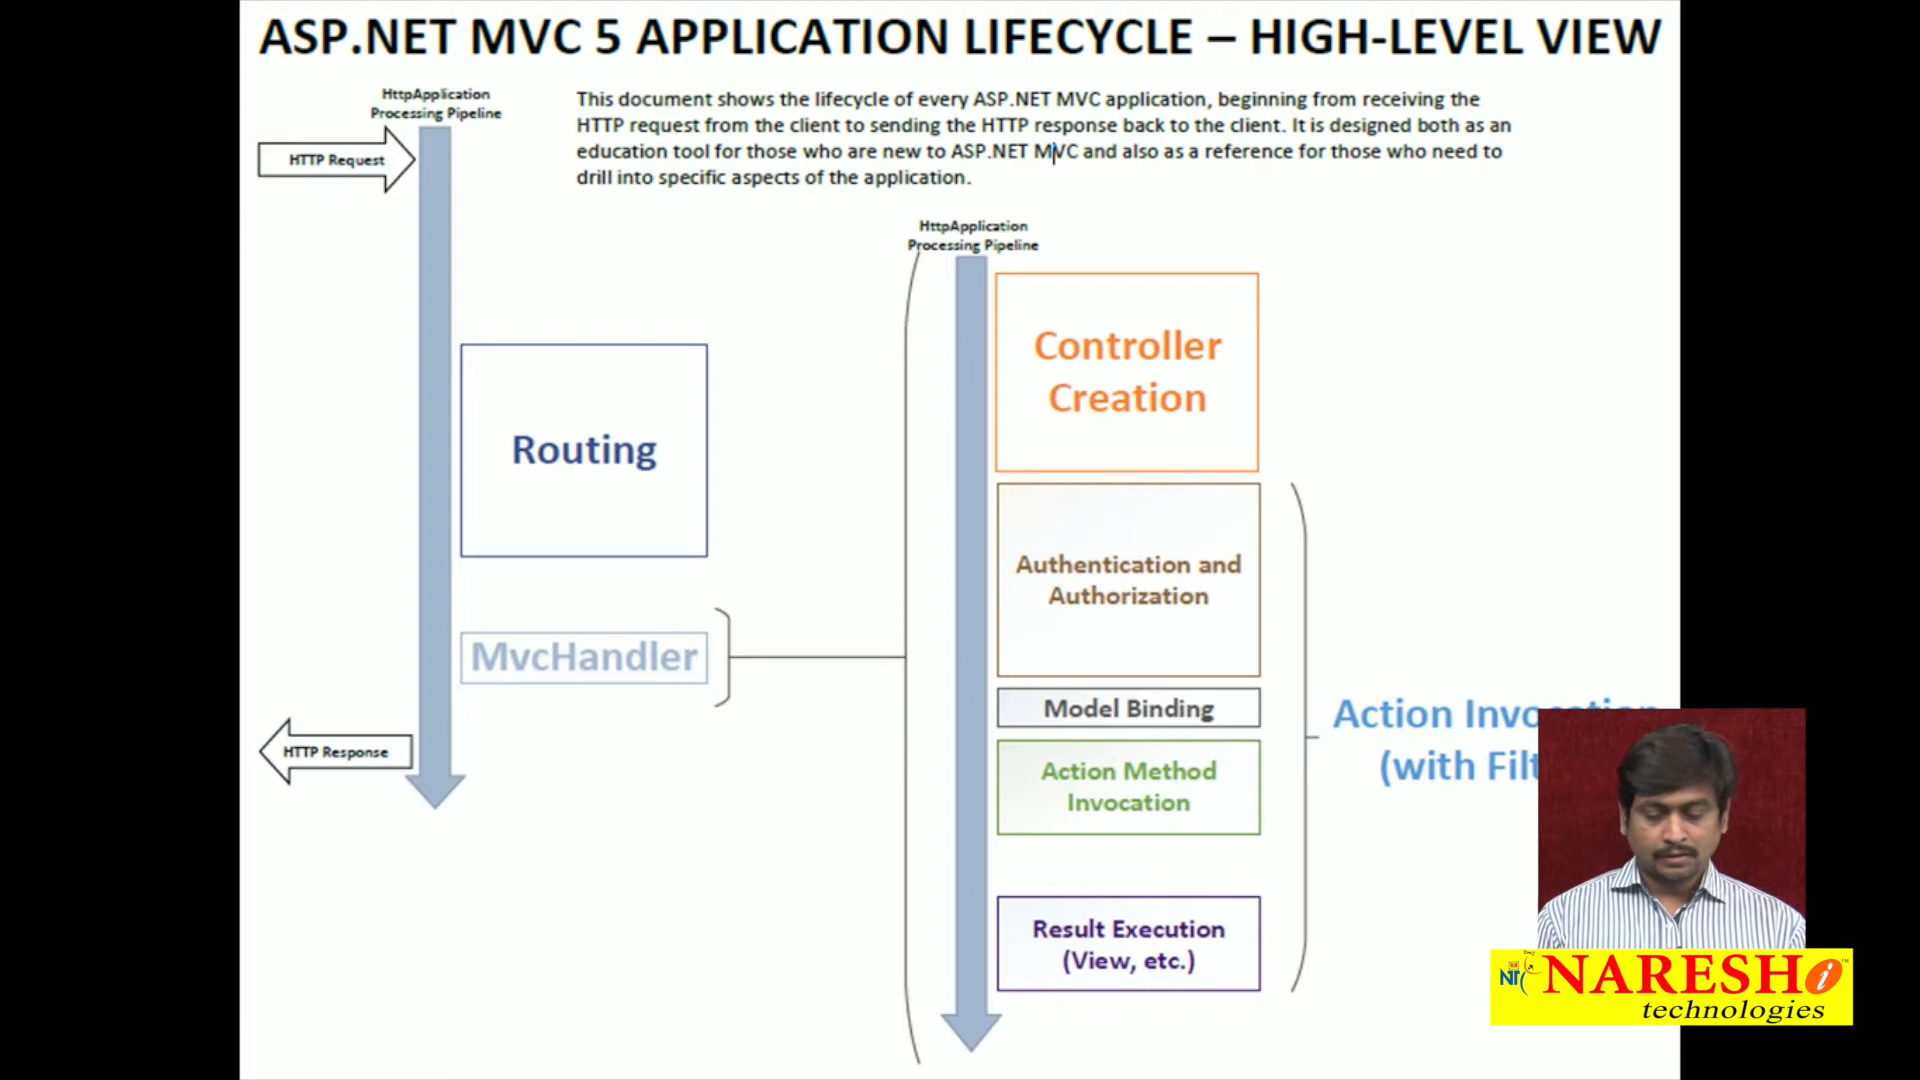 ASP.NET MVC 5 APPLICATION LIFECYCLE – HIGH-LEVEL VIEW
HttpApplication
Processing Pipeline
HTTP Request
This document shows the lifecycle of every ASP.NET MVC application, beginning from receiving the
HTTP request from the client to sending the HTTP response back to the client. It is designed both as an
education tool for those who are new to ASP.NET MVC and also as a reference for those who need to
drill into specific aspects of the application.
HttpApplication
Processing Pipeline
Controller
Creation
Routing
Authentication and
Authorization
MvcHandler
Model Binding
Action Invocation
(with Filt
HTTP Response
Action Method
Invocation
Result Execution
(View, etc.)
NT
NARESH i
technologies